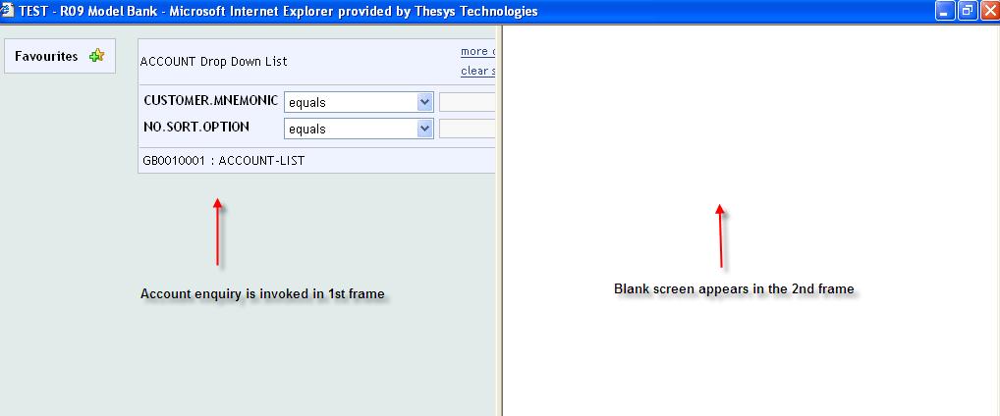 TEST - R09 Model Bank - Microsoft Internet Explorer provided by Thesys Technologies
Favourites
ACCOUNT Drop Down List
more
clear
CUSTOMER.MNEMONIC equals
NO.SORT.OPTION equals
GB0010001 : ACCOUNT-LIST
Account enquiry is invoked in 1st frame
Blank screen appears in the 2nd frame